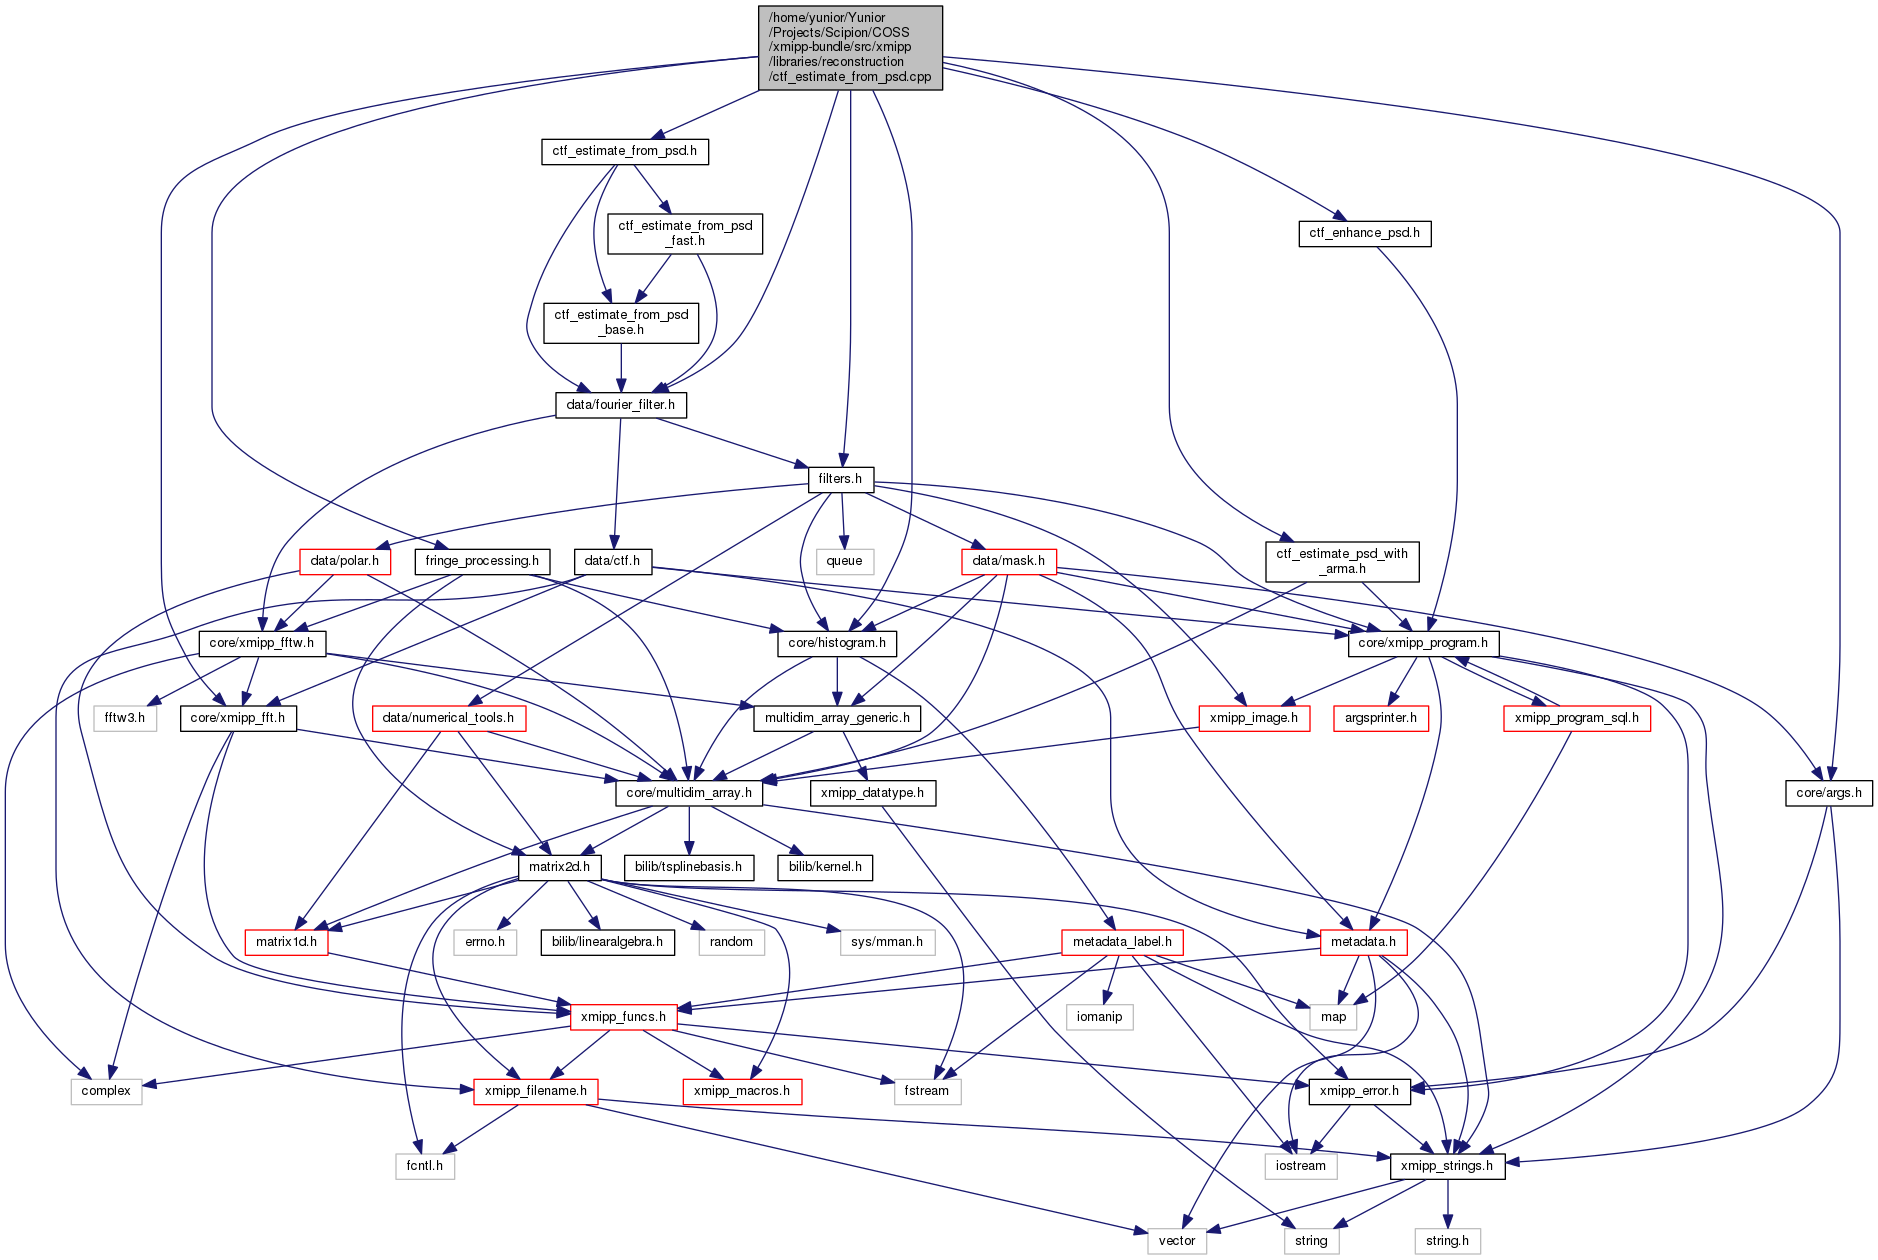 /home/yunior/Yunior
/Projects/Scipion/COSS
/xmipp-bundle/src/xmipp
/libraries/reconstruction
/ctf_estimate_from_psd.cpp
ctf_estimate_from_psd.h
ctf_estimate_from_psd
_fast.h
ctf_enhance_psd.h
ctf_estimate_from_psd
_base.h
data/fourier_filter.h
filters.h
data/polar.h
fringe_processing.h
data/ctf.h
queue
data/mask.h
ctf_estimate_psd_with
_arma.h
core/xmipp_fftw.h
core/histogram.h
core/xmipp_program.h
fftw3.h
core/xmipp_fft.h
data/numerical_tools.h
multidim_array_generic.h
xmipp_image.h
argsprinter.h
xmipp_program_sql.h
core/multidim_array.h
xmipp_datatype.h
core/args.h
matrix2d.h
bilib/tsplinebasis.h
bilib/kernel.h
matrix1d.h
errno.h
bilib/linearalgebra.h
random
sys/mman.h
metadata_label.h
metadata.h
xmipp_funcs.h
iomanip
map
complex
xmipp_filename.h
xmipp_macros.h
fstream
xmipp_error.h
fcntl.h
iostream
xmipp_strings.h
vector
string
string.h